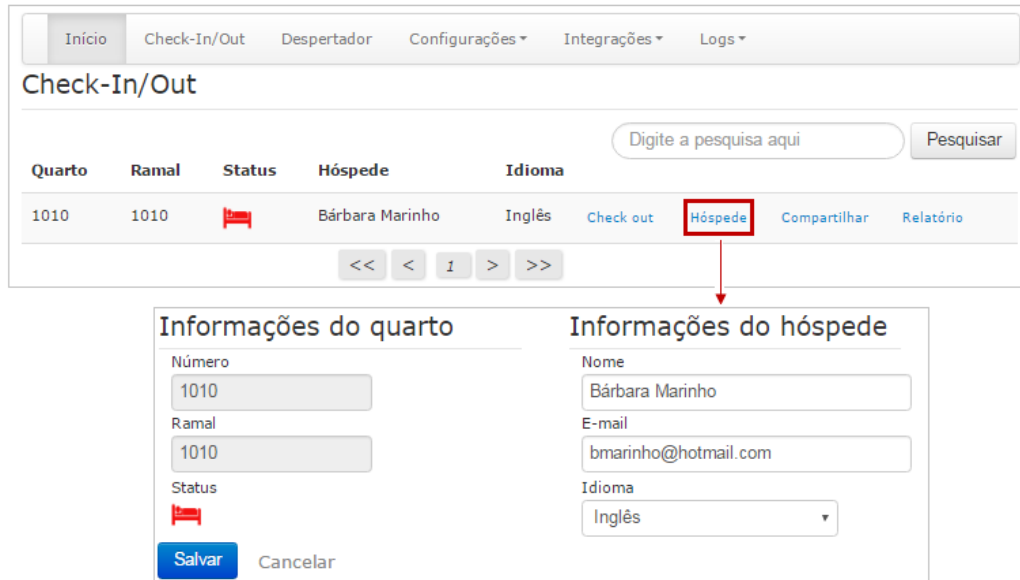 Início Check-In/Out Despertador Configurações Integrações Logs
Check-In/Out
Digite a pesquisa aqui Pesquisar
Quarto Ramal Status Hóspede Idioma
1010 1010 Bárbara Marinho Inglês Check out Hóspede Compartilhar Relatório
<< < 1 > >>
Informações do quarto
Número
1010
Ramal
1010
Status
Salvar Cancelar
Informações do hóspede
Nome
Bárbara Marinho
E-mail
bmarinho@hotmail.com
Idioma
Inglês